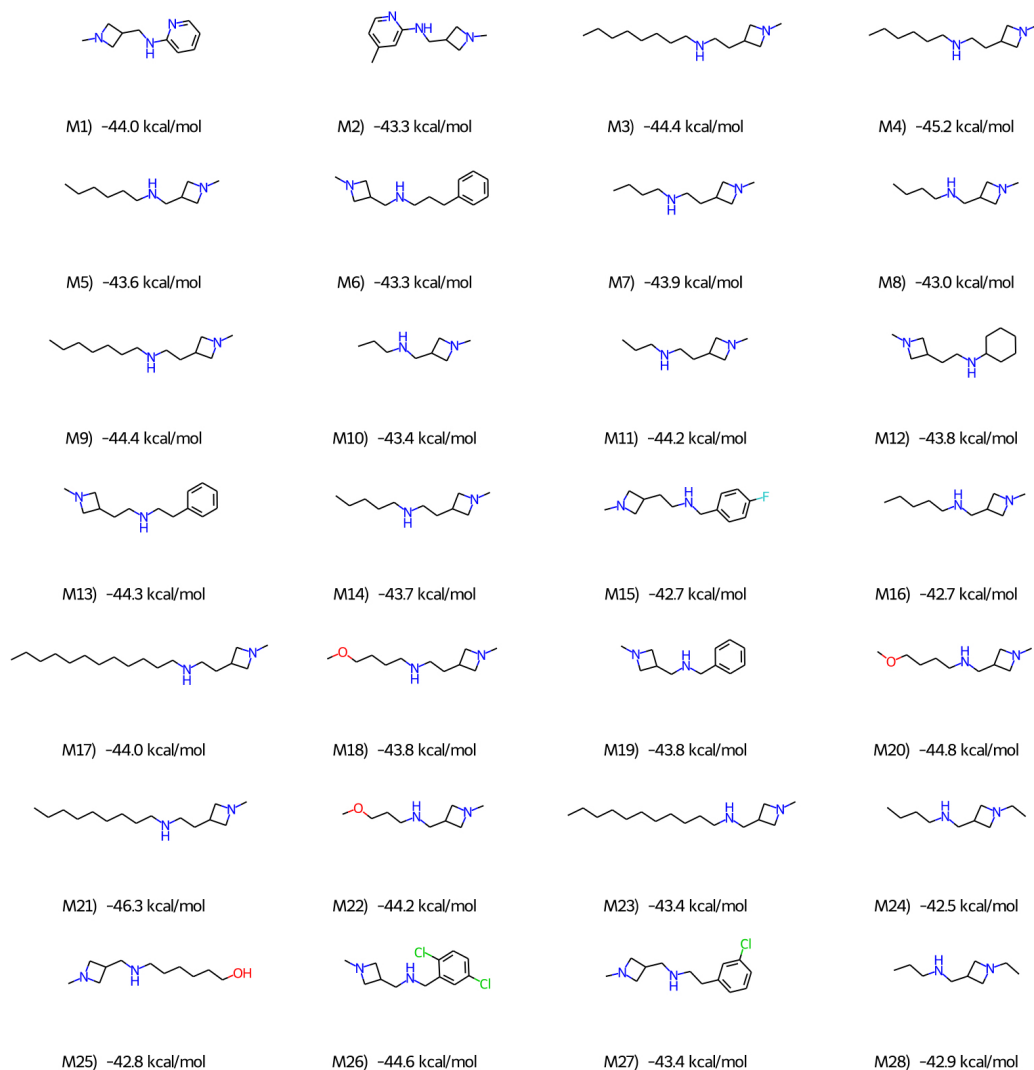 N N N H
N NH N
N H N
N H N
M1) -44.0 kcal/mol M2) -43.3 kcal/mol M3) -44.4 kcal/mol M4) -45.2 kcal/mol
H N N
N H N
N H N
H N N
M5) -43.6 kcal/mol M6) -43.3 kcal/mol M7) -43.9 kcal/mol M8) -43.0 kcal/mol
N H N
H N N
N H N
N N H
M9) -44.4 kcal/mol M10) -43.4 kcal/mol M11) -44.2 kcal/mol M12) -43.8 kcal/mol
N N H
N H N
N H N F
H N N
M13) -44.3 kcal/mol M14) -43.7 kcal/mol M15) -42.7 kcal/mol M16) -42.7 kcal/mol
N H N
O N H N
N H N
O H N N
M17) -44.0 kcal/mol M18) -43.8 kcal/mol M19) -43.8 kcal/mol M20) -44.8 kcal/mol
N H N
O H N N
H N N
H N N
M21) -46.3 kcal/mol M22) -44.2 kcal/mol M23) -43.4 kcal/mol M24) -42.5 kcal/mol
N N H OH
N H N Cl Cl
N N H Cl
H N N
M25) -42.8 kcal/mol M26) -44.6 kcal/mol M27) -43.4 kcal/mol M28) -42.9 kcal/mol